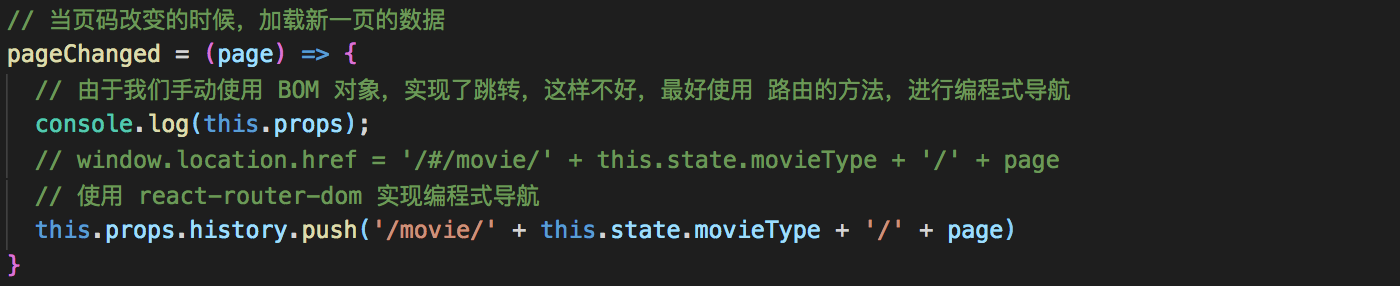 // 当页码改变的时候，加载新一页的数据
pageChanged = (page) => {
  // 由于我们手动使用 BOM 对象，实现了跳转，这样不好，最好使用 路由的方法，进行编程式导航
  console.log(this.props);
  // window.location.href = '/#/movie/' + this.state.movieType + '/' + page
  // 使用 react-router-dom 实现编程式导航
  this.props.history.push('/movie/' + this.state.movieType + '/' + page)
}